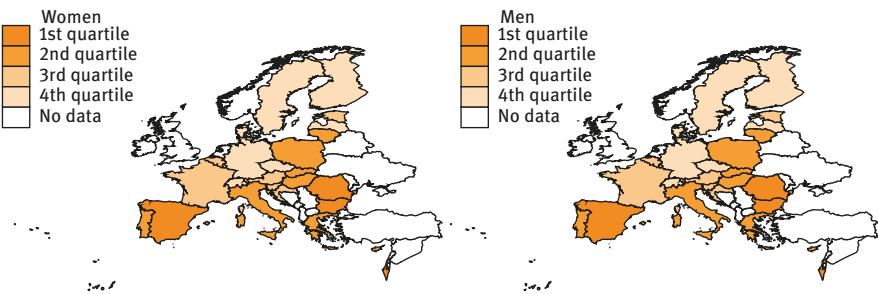 Women
1st quartile
2nd quartile
3rd quartile
4th quartile
No data
Men
1st quartile
2nd quartile
3rd quartile
4th quartile
No data